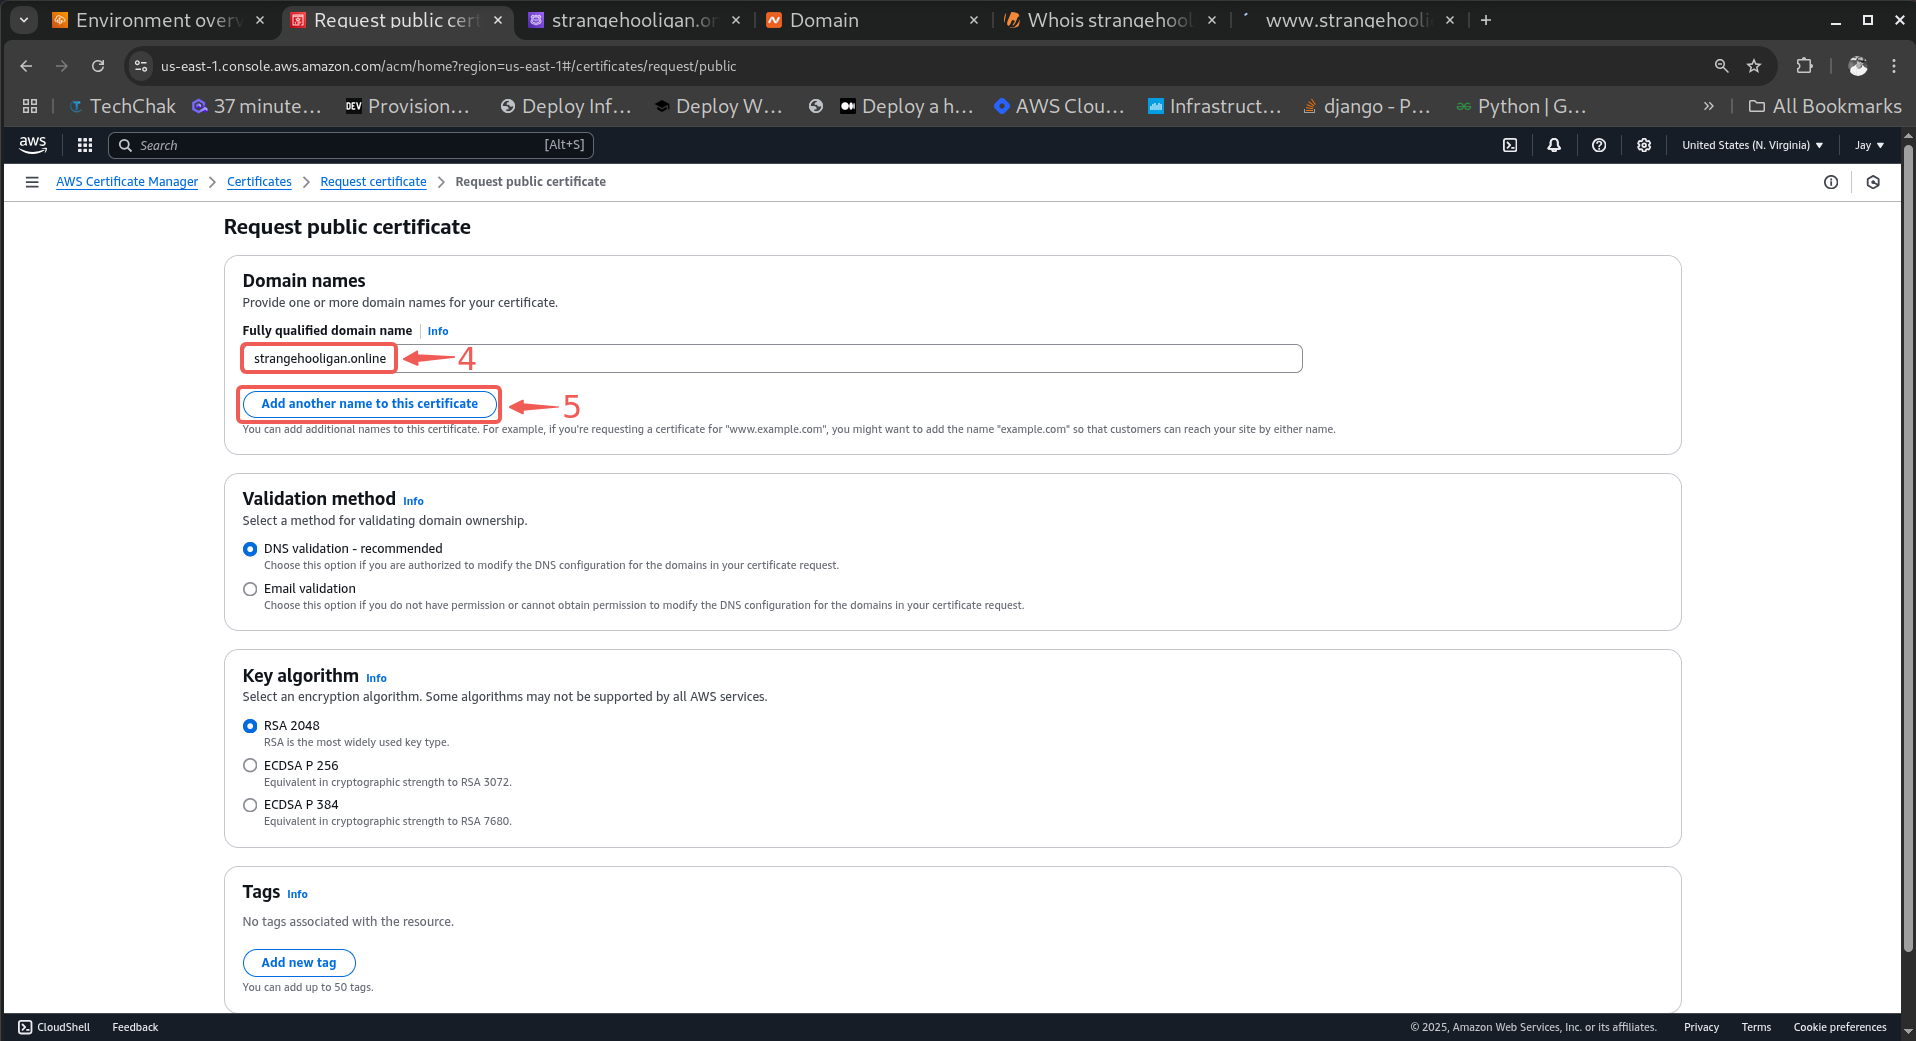 Environment overv
Request public cert
strangehooligan.or
Domain
Whois strangehool
www.strangehooli
us-east-1.console.aws.amazon.com/acm/home?region=us-east-1#/certificates/request/public
TechChak
37 minute...
DEV Provision...
Deploy Inf...
Deploy W...
Deploy a h...
AWS Clou...
Infrastruct...
django - P...
Python | G...
All Bookmarks
aws
Search
[Alt+S]
United States (N. Virginia)
Jay
AWS Certificate Manager
Certificates
Request certificate
Request public certificate
Request public certificate
Domain names
Provide one or more domain names for your certificate.
Fully qualified domain name
Info
strangehooligan.online
4
Add another name to this certificate
5
You can add additional names to this certificate. For example, if you're requesting a certificate for "www.example.com", you might want to add the name "example.com" so that customers can reach your site by either name.
Validation method Info
Select a method for validating domain ownership.
DNS validation - recommended
Choose this option if you are authorized to modify the DNS configuration for the domains in your certificate request.
Email validation
Choose this option if you do not have permission or cannot obtain permission to modify the DNS configuration for the domains in your certificate request.
Key algorithm Info
Select an encryption algorithm. Some algorithms may not be supported by all AWS services.
RSA 2048
RSA is the most widely used key type.
ECDSA P 256
Equivalent in cryptographic strength to RSA 3072.
ECDSA P 384
Equivalent in cryptographic strength to RSA 7680.
Tags Info
No tags associated with the resource.
Add new tag
You can add up to 50 tags.
CloudShell
Feedback
© 2025, Amazon Web Services, Inc. or its affiliates.
Privacy
Terms
Cookie preferences